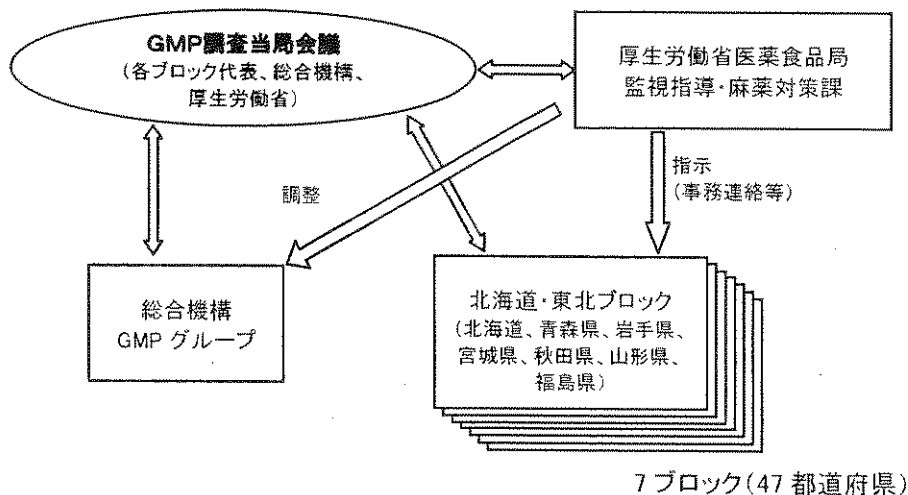 GMP調査当局会議
(各ブロック代表、総合機構、
厚生労働省)
厚生労働省医薬食品局
監視指導・麻薬対策課
調整
指示
(事務連絡等)
総合機構
GMP グループ
北海道・東北ブロック
(北海道、青森県、岩手県、
宮城県、秋田県、山形県、
福島県)
7 ブロック(47 都道府県)